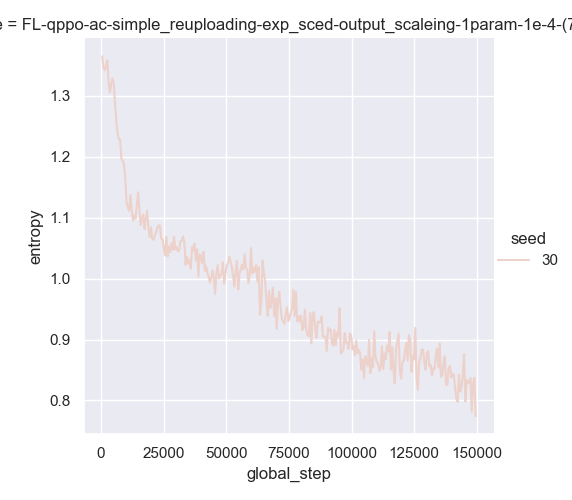 e = FL-qppo-ac-simple_reuploading-exp_sced-output_scaleing-1param-1e-4-(7
1.3
1.2
1.1
1.0
0.9
0.8
entropy
0 25000 50000 75000 100000 125000 150000
global_step
seed
30